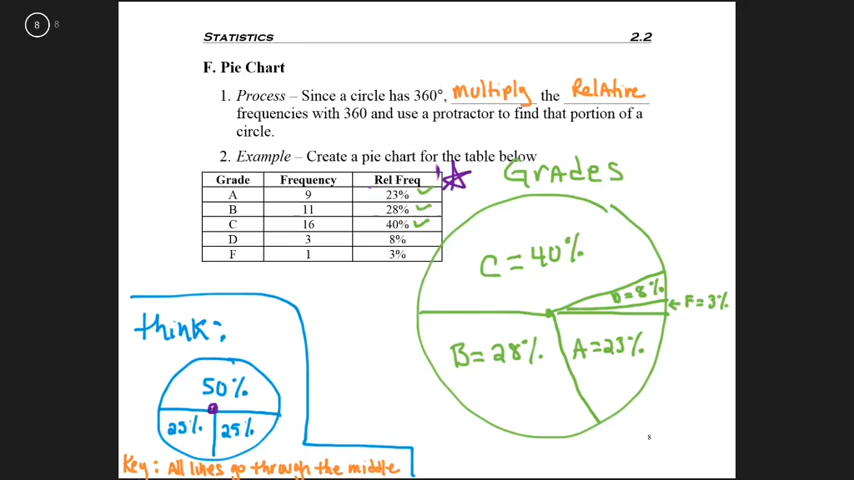 8 8
STATISTICS 2.2
F. Pie Chart
1. Process – Since a circle has 360°, multiply the Relative
frequencies with 360 and use a protractor to find that portion of a
circle.
2. Example – Create a pie chart for the table below
Grade Frequency Rel Freq
A 9 23%
B 11 28%
C 16 40%
D 3 8%
F 1 3%
Grades
C = 40%
D = 8%
F = 3%
B = 28%
A = 23%
think:
50%
25% 25%
Key: All lines go through the middle
8